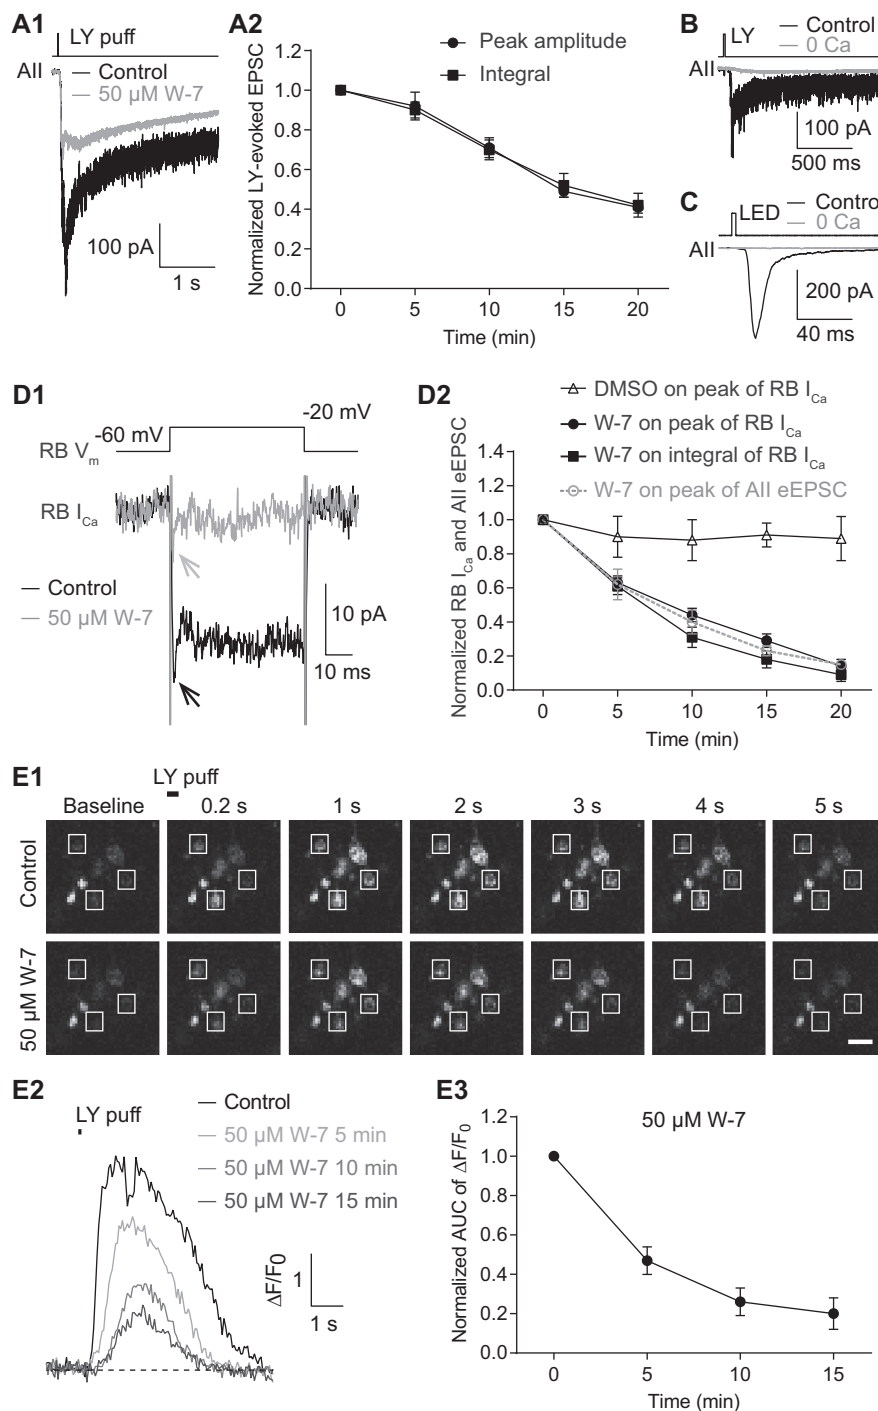 A1
LY puff
AII
Control
50 µM W-7
100 pA
1 s
A2
Normalized LY-evoked EPSC
1.2
1.0
0.8
0.6
0.4
0.2
0.0
Peak amplitude
Integral
0 5 10 15 20
Time (min)
B
LY
Control
0 Ca
AII
100 pA
500 ms
C
LED
Control
0 Ca
AII
200 pA
40 ms
D1
-60 mV
-20 mV
RB Vm
RB ICa
Control
50 µM W-7
10 pA
10 ms
D2
DMSO on peak of RB ICa
W-7 on peak of RB ICa
W-7 on integral of RB ICa
W-7 on peak of AII eEPSC
Normalized RB ICa and AII eEPSC
1.4
1.2
1.0
0.8
0.6
0.4
0.2
0.0
0 5 10 15 20
Time (min)
E1
LY puff
Baseline 0.2 s 1 s 2 s 3 s 4 s 5 s
Control
50 µM W-7
E2
LY puff
Control
50 µM W-7 5 min
50 µM W-7 10 min
50 µM W-7 15 min
ΔF/F0
1
1 s
E3
50 µM W-7
Normalized AUC of ΔF/F0
1.2
1.0
0.8
0.6
0.4
0.2
0.0
0 5 10 15
Time (min)